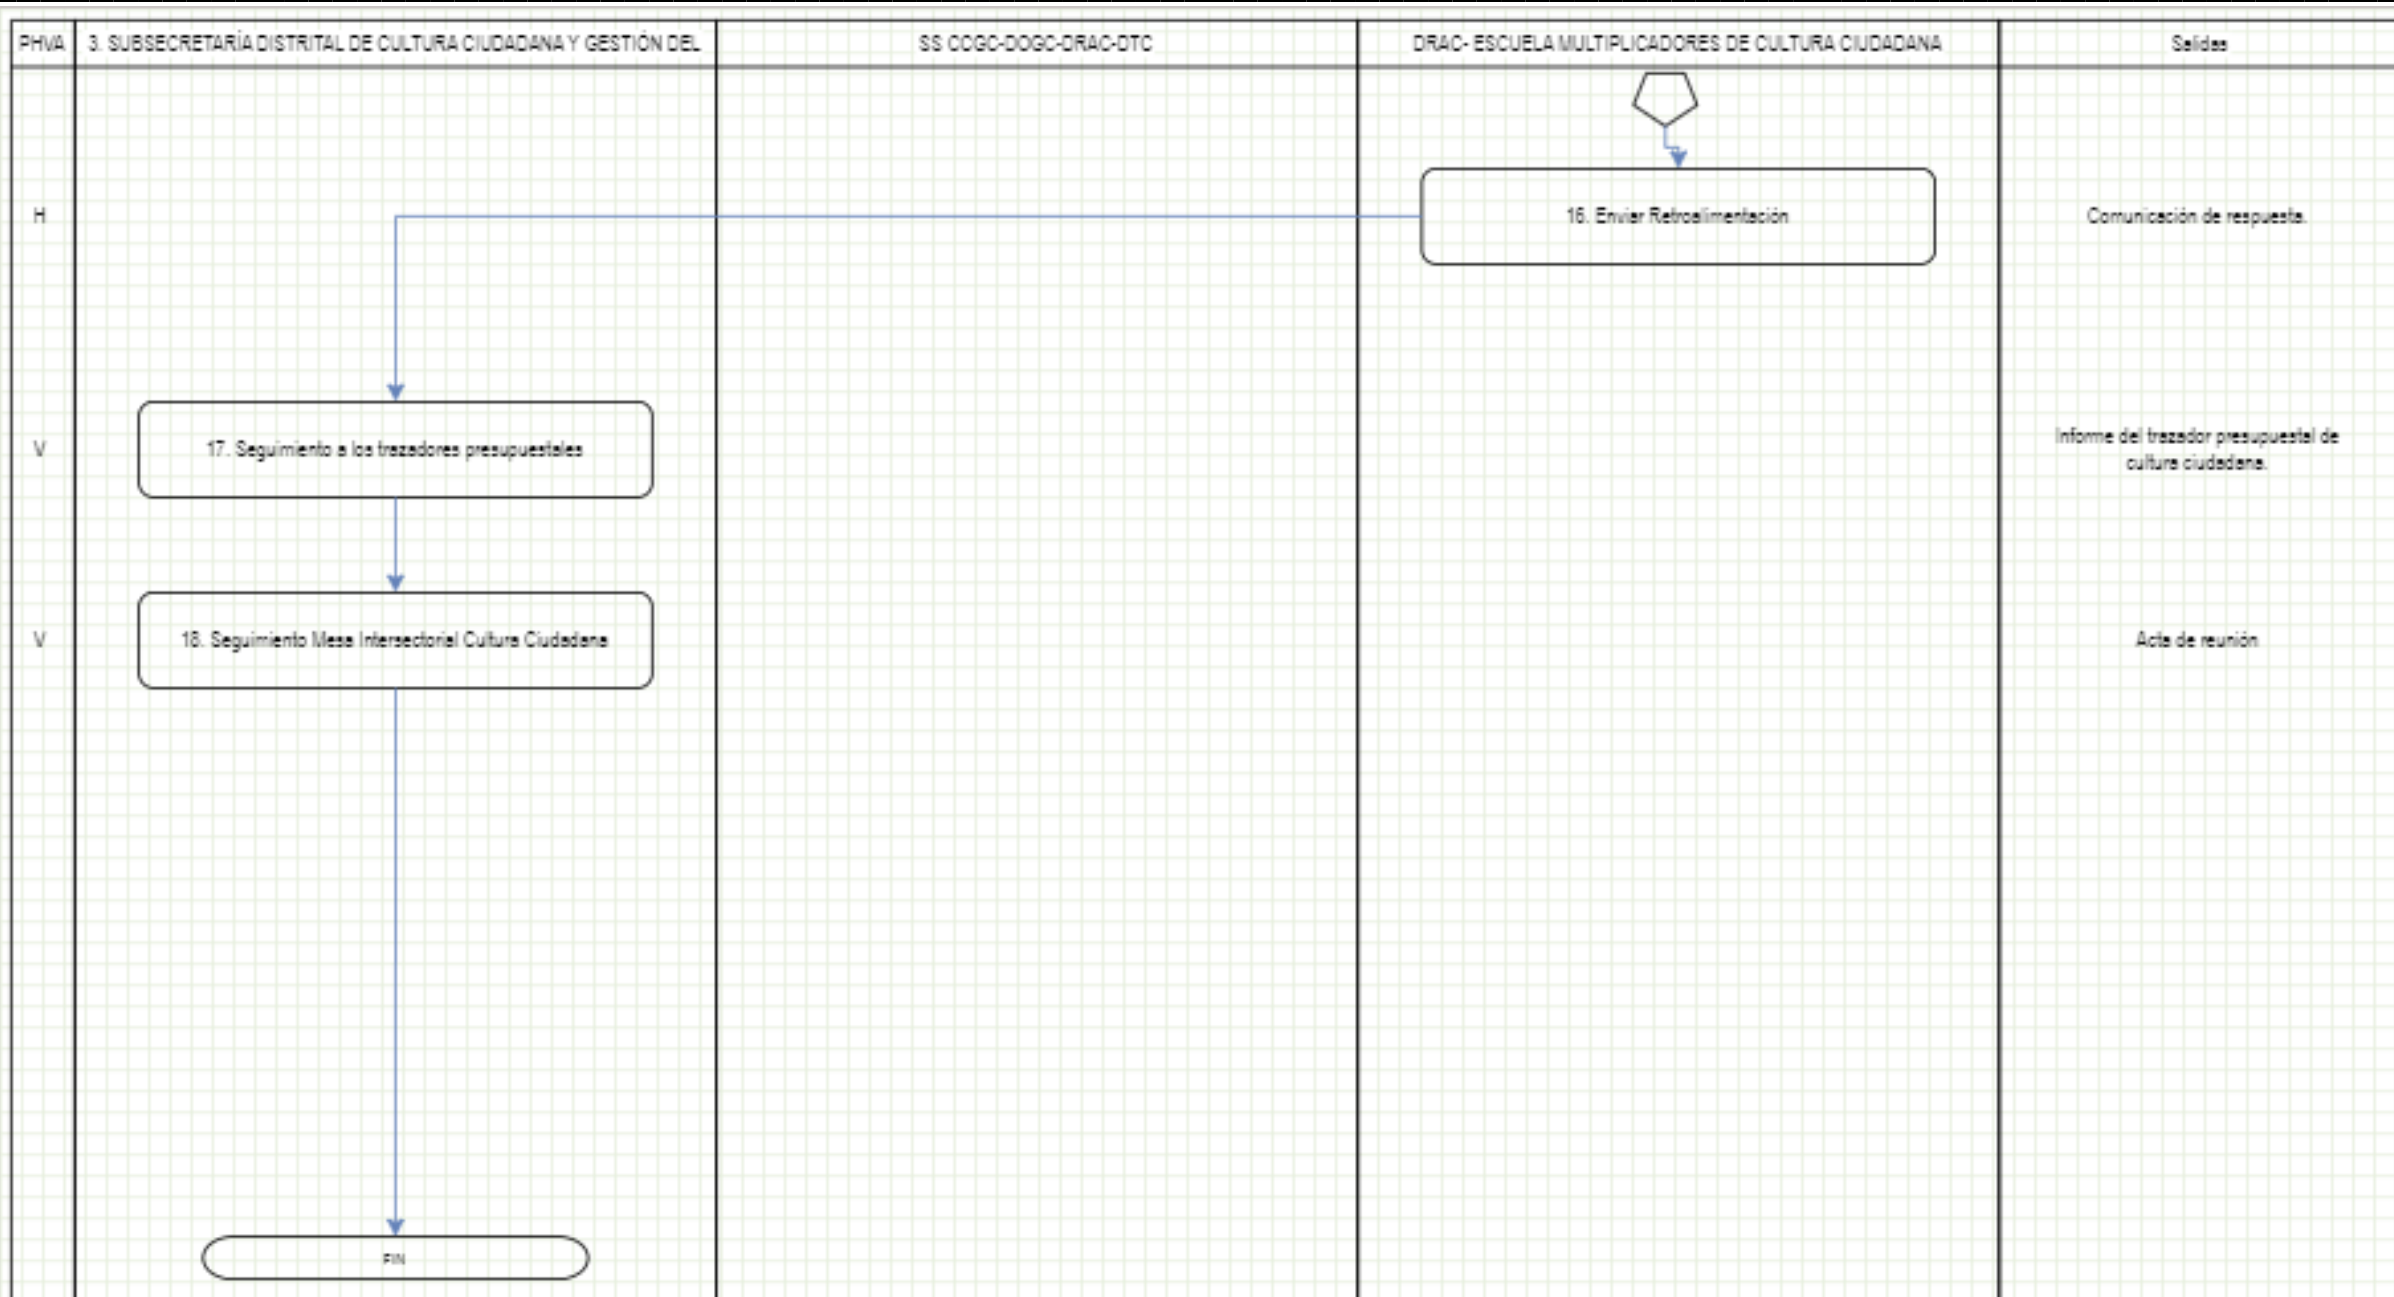 PHVA
3. SUBSECRETARÍA DISTRITAL DE CULTURA CIUDADANA Y GESTIÓN DEL
SS CCGC-DOGC-DRAC-DTC
DRAC- ESCUELA MULTIPLICADORES DE CULTURA CIUDADANA
Salidas
H
16. Enviar Retroalimentación
Comunicación de respuesta.
V
17. Seguimiento a los trazadores presupuestales
Informe del trazador presupuestal de
cultura ciudadana.
V
18. Seguimiento Mesa Intersectorial Cultura Ciudadana
Acta de reunión
FIN